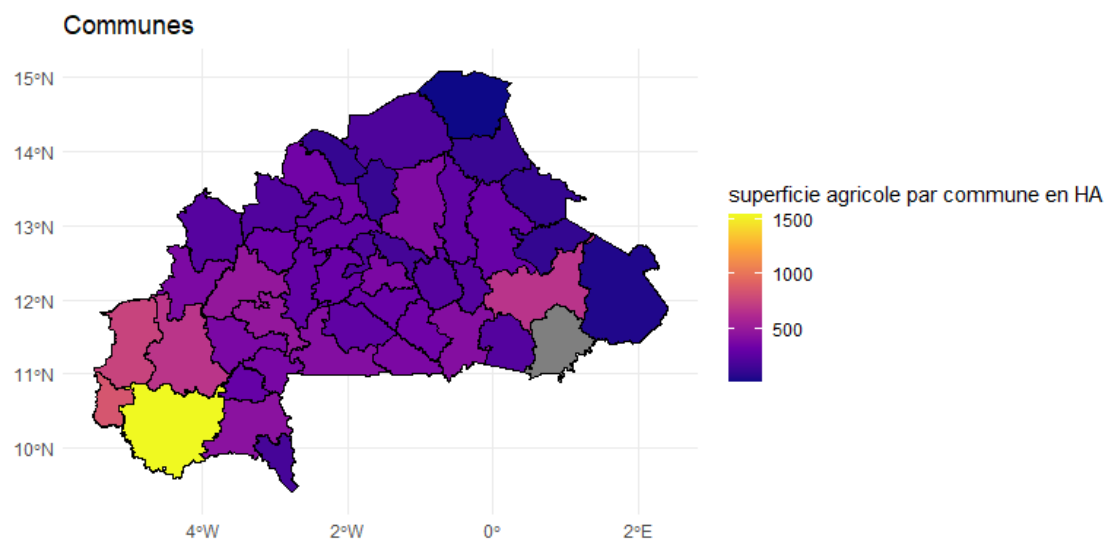 Communes
15°N
14°N
13°N
12°N
11°N
10°N
4°W
2°W
0°
2°E
superficie agricole par commune en HA
1500
1000
500